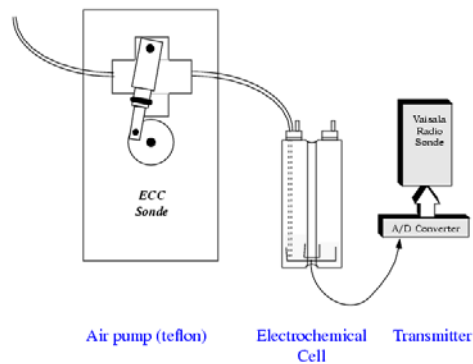 Vaisala
Radio
Sonde
ECC
Sonde
A/D Converter
Air pump (teflon)
Electrochemical
Cell
Transmitter